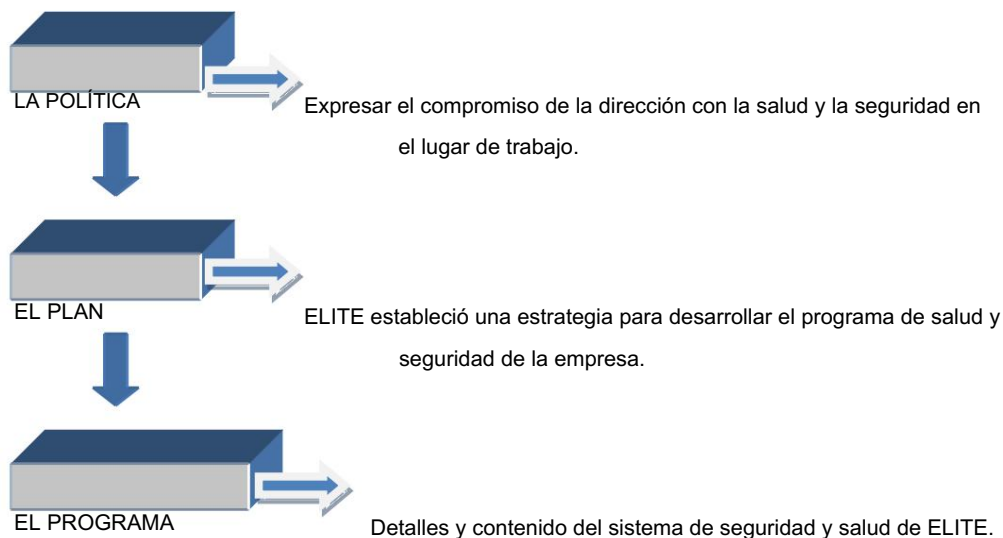 LA POLÍTICA
Expresar el compromiso de la dirección con la salud y la seguridad en
el lugar de trabajo.
EL PLAN
ELITE estableció una estrategia para desarrollar el programa de salud y
seguridad de la empresa.
EL PROGRAMA
Detalles y contenido del sistema de seguridad y salud de ELITE.